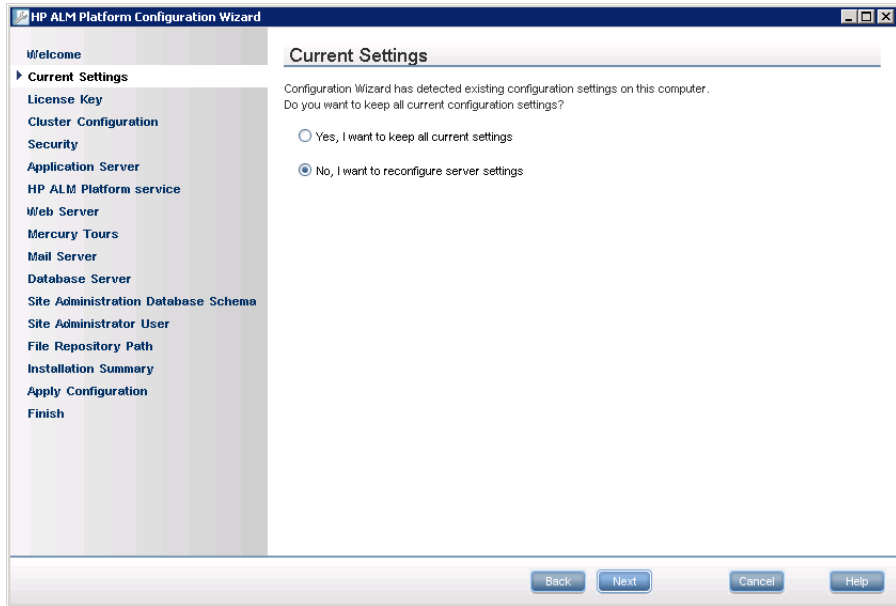 HP ALM Platform Configuration Wizard
Welcome
Current Settings
License Key
Cluster Configuration
Security
Application Server
HP ALM Platform service
Web Server
Mercury Tours
Mail Server
Database Server
Site Administration Database Schema
Site Administrator User
File Repository Path
Installation Summary
Apply Configuration
Finish
Current Settings
Configuration Wizard has detected existing configuration settings on this computer.
Do you want to keep all current configuration settings?
Yes, I want to keep all current settings
No, I want to reconfigure server settings
Back Next Cancel Help